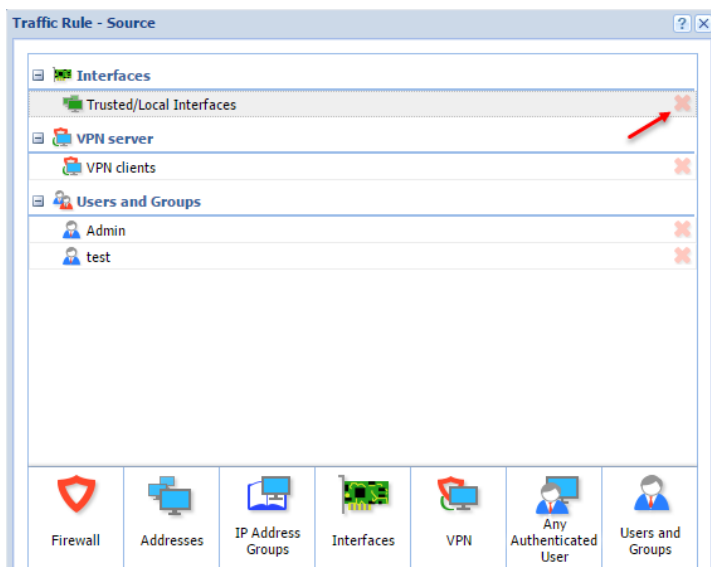 Traffic Rule - Source
Interfaces
Trusted/Local Interfaces
VPN server
VPN clients
Users and Groups
Admin
test
Firewall
Addresses
IP Address
Groups
Interfaces
VPN
Any
Authenticated
User
Users and
Groups